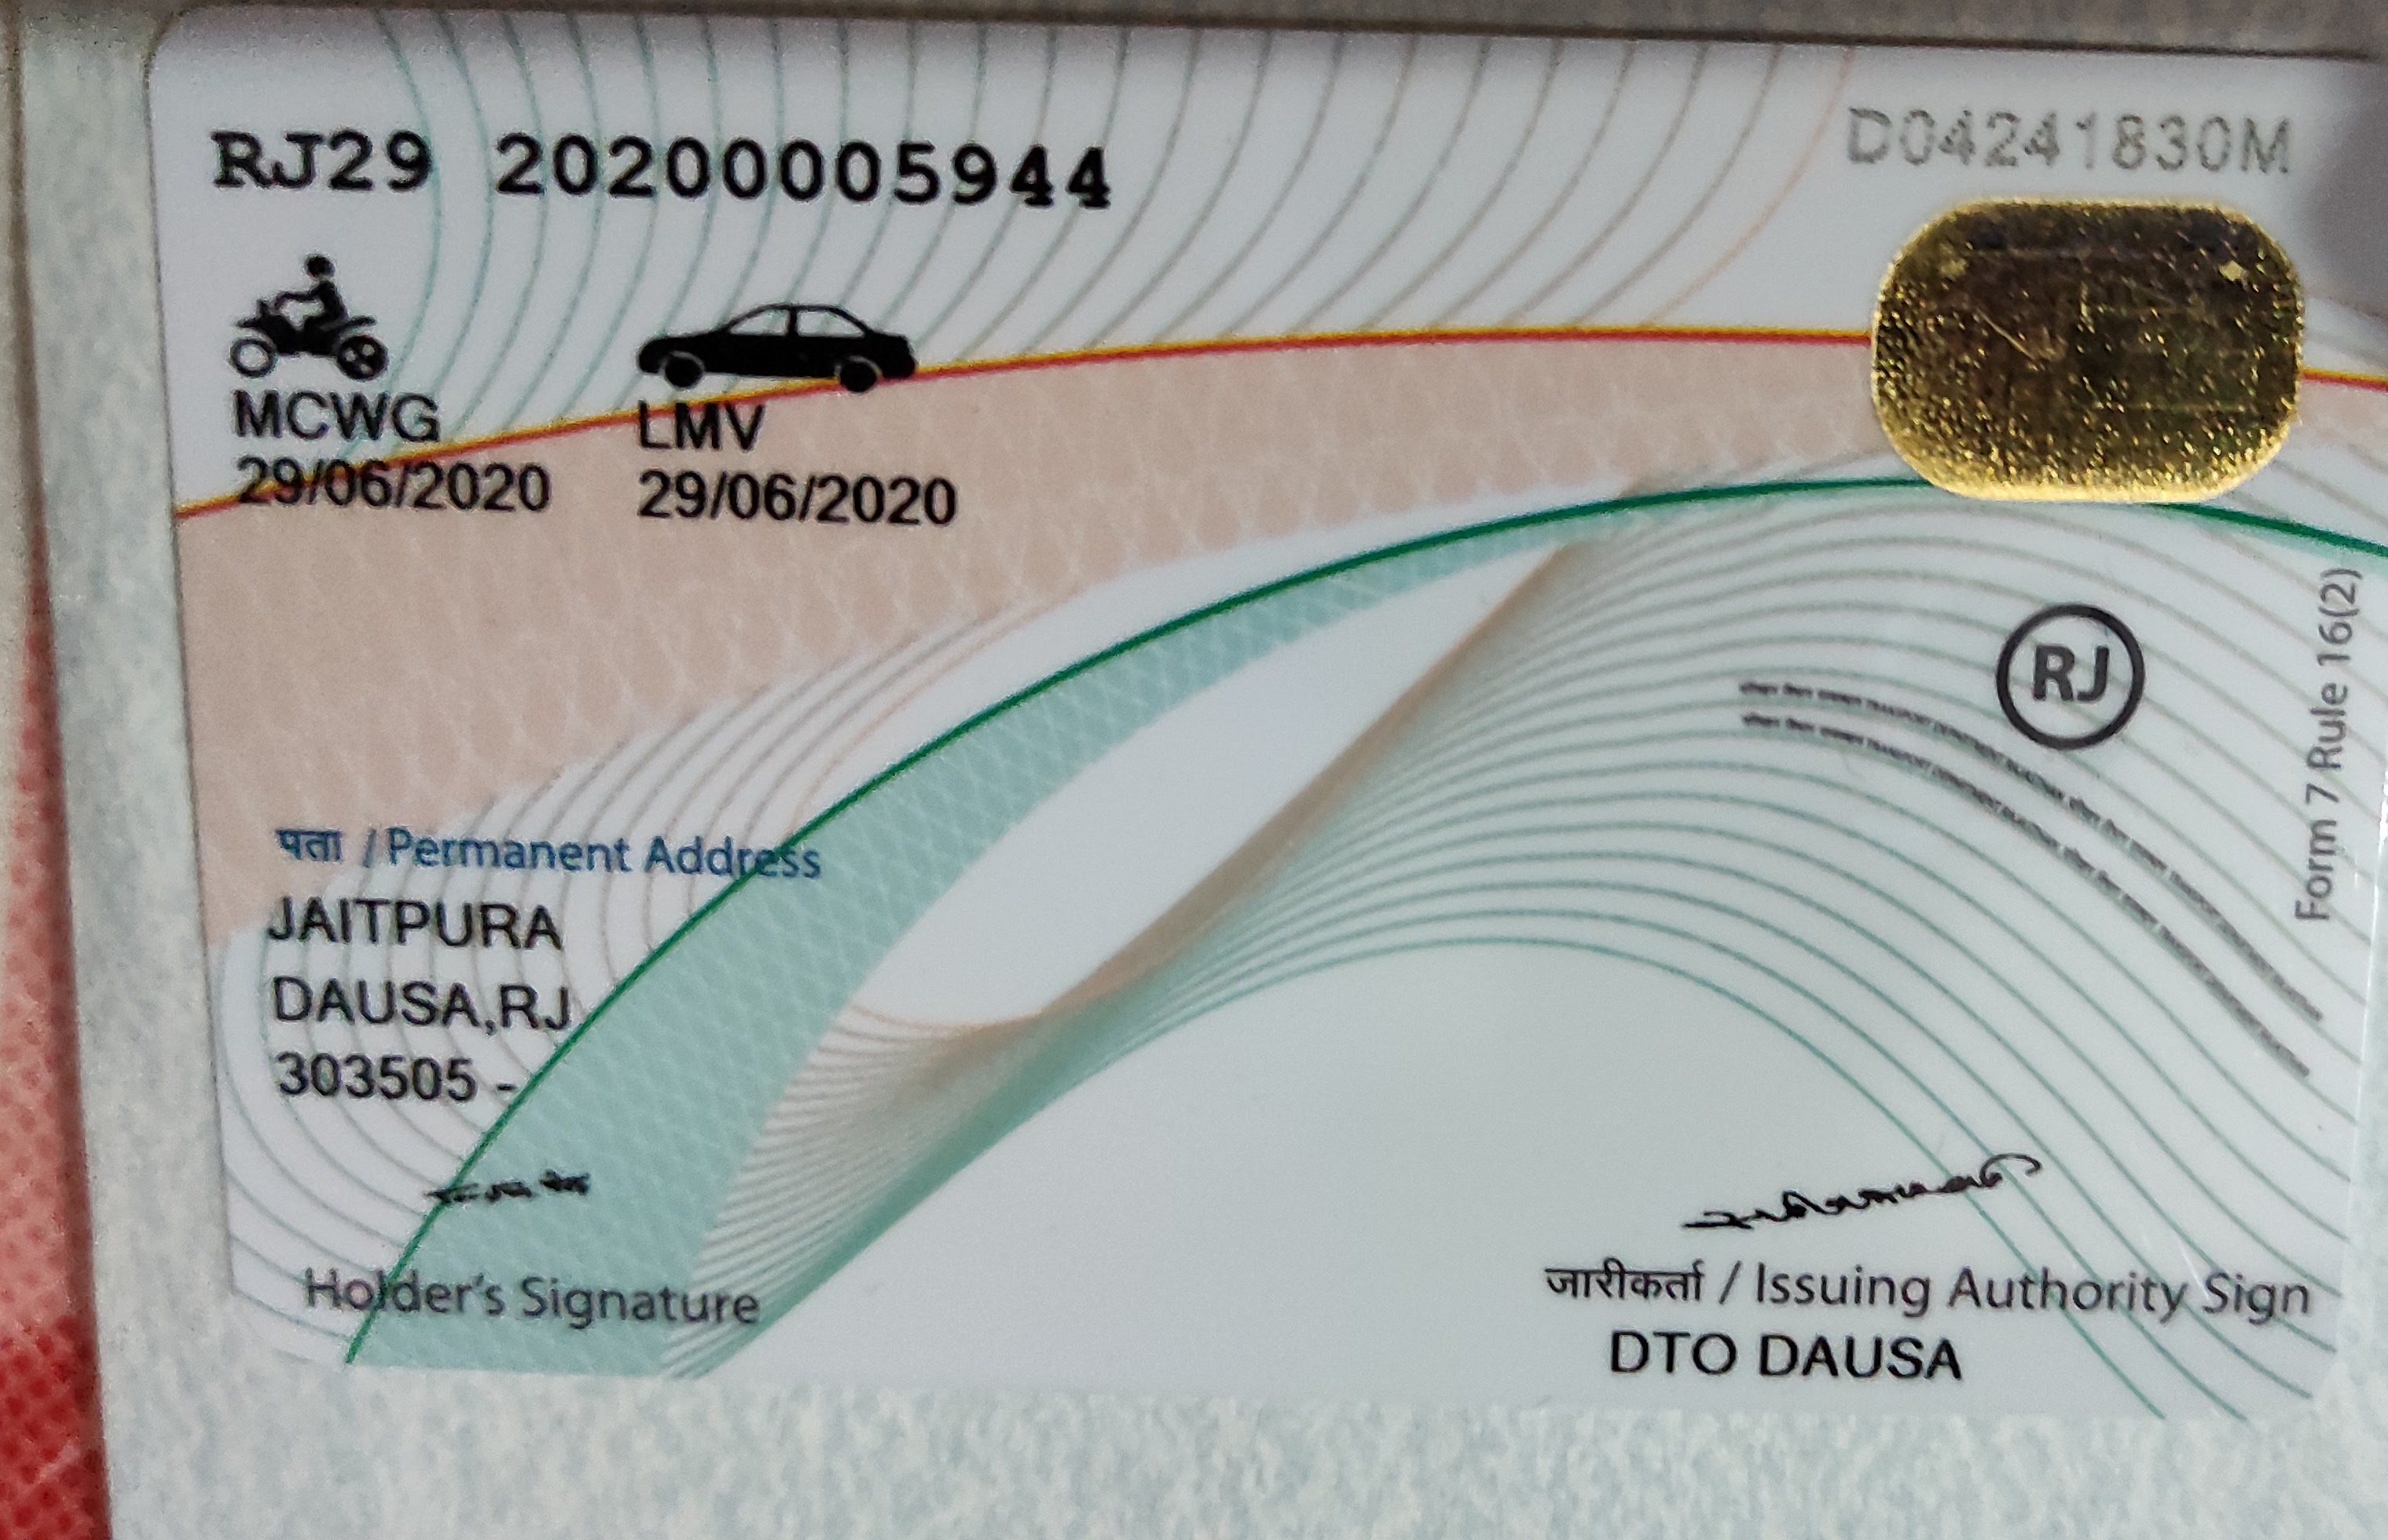 RJ29 20200005944
D04241830M
MCWG
29/06/2020
LMV
29/06/2020
RJ
Form 7 Rule 16(2)
पता / Permanent Address
JAITPURA
DAUSA,RJ
303505 -
Holder's Signature
जारीकर्ता / Issuing Authority Sign
DTO DAUSA